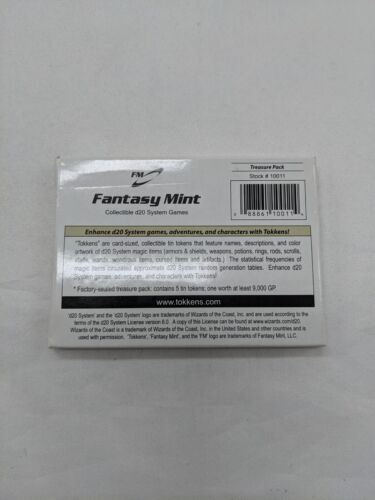 FM
Treasure Pack
Stock # 10011
Fantasy Mint
Collectible d20 System Games
88661 10011
Enhance d20 System games, adventures, and characters with Tokkens!
"Tokkens" are card-sized, collectible tin tokens that feature names, descriptions, and color
artwork of d20 System magic items (armors & shields, weapons, potions, rings, rods, scrolls,
staffs, wands, wondrous items, cursed items and artifacts.) The statistical frequencies of
magic items circulated approximate d20 System random generation tables. Enhance d20
System games, adventures, and characters with Tokkens!
* Factory-sealed treasure pack: contains 5 tin tokens; one worth at least 9,000 GP.
www.tokkens.com
'd20 System' and the 'd20 System' logo are trademarks of Wizards of the Coast, Inc. and are used according to the
terms of the d20 System License version 6.0. A copy of this License can be found at www.wizards.com/d20.
Wizards of the Coast is a trademark of Wizards of the Coast, Inc. in the United States and other countries and is
used with permission. 'Tokkens', 'Fantasy Mint', and the 'FM' logo are trademarks of Fantasy Mint, LLC.